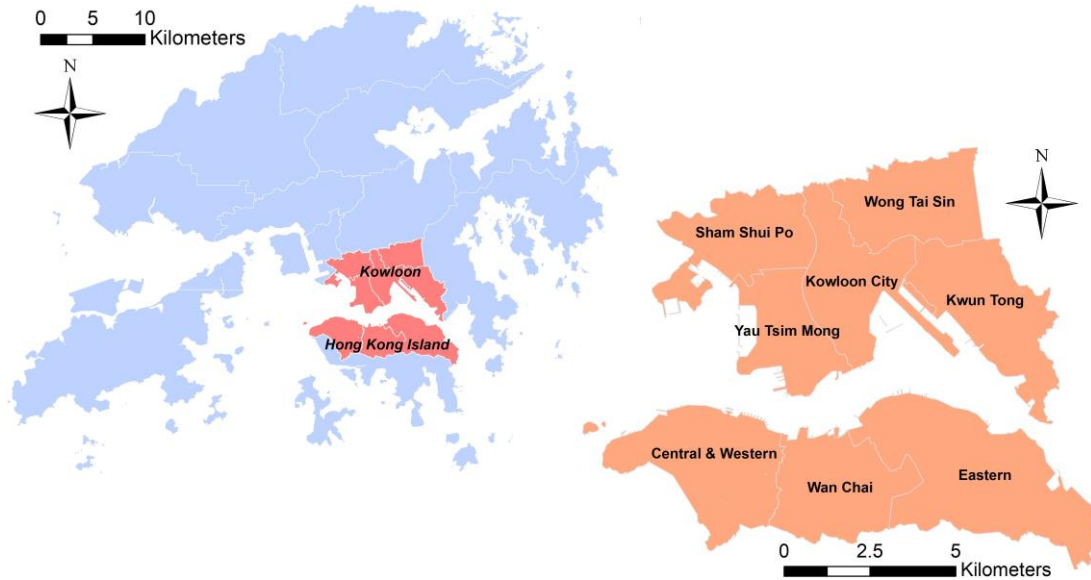 0 5 10
Kilometers
N
Kowloon
Hong Kong Island
N
Wong Tai Sin
Sham Shui Po
Kowloon City
Kwun Tong
Yau Tsim Mong
Central & Western
Eastern
Wan Chai
0 2.5 5
Kilometers